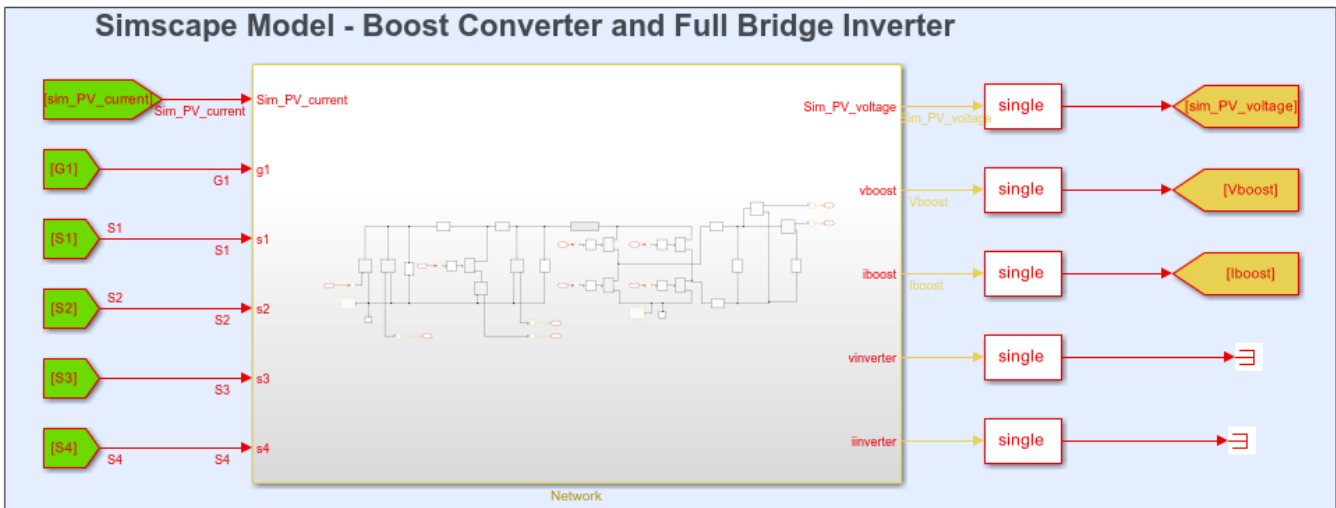 Simscape Model - Boost Converter and Full Bridge Inverter
[sim_PV_current]
Sim_PV_current
Sim_PV_current
Sim_PV_voltage
Sim_PV_voltage
single
[sim_PV_voltage]
[G1]
G1
g1
vboost
Vboost
single
[Vboost]
[S1]
S1
S1
s1
iboost
Iboost
single
[Iboost]
[S2]
S2
S2
s2
vinverter
single
[S3]
S3
s3
iinverter
single
[S4]
S4
S4
s4
Network